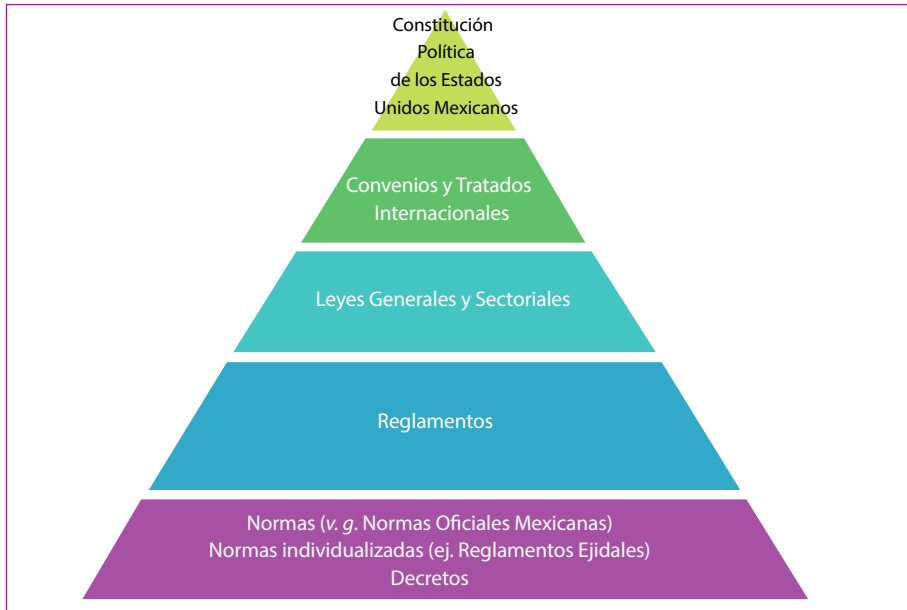 Constitución
Política
de los Estados
Unidos Mexicanos
Convenios y Tratados
Internacionales
Leyes Generales y Sectoriales
Reglamentos
Normas (v. g. Normas Oficiales Mexicanas)
Normas individualizadas (ej. Reglamentos Ejidales)
Decretos